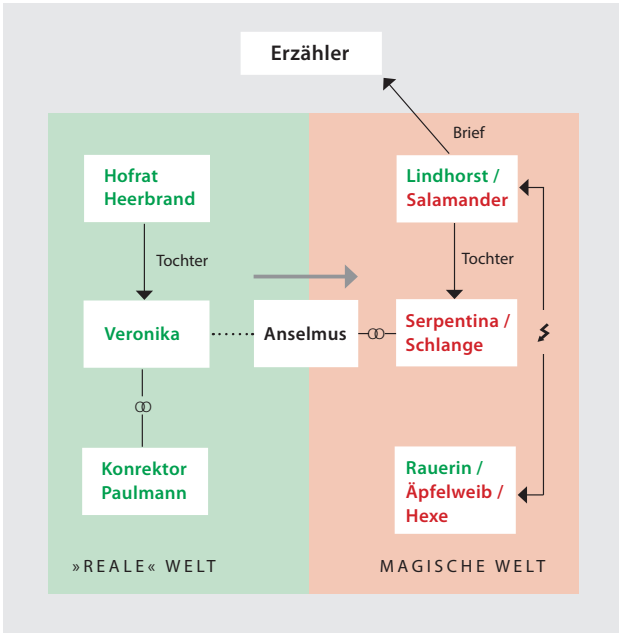 Erzähler
Brief
Hofrat
Heerbrand
Lindhorst /
Salamander
Tochter
Tochter
Veronika
Anselmus
Serpentina /
Schlange
Konrektor
Paulmann
Rauerin /
Äpfelweib /
Hexe
»REALE« WELT
MAGISCHE WELT